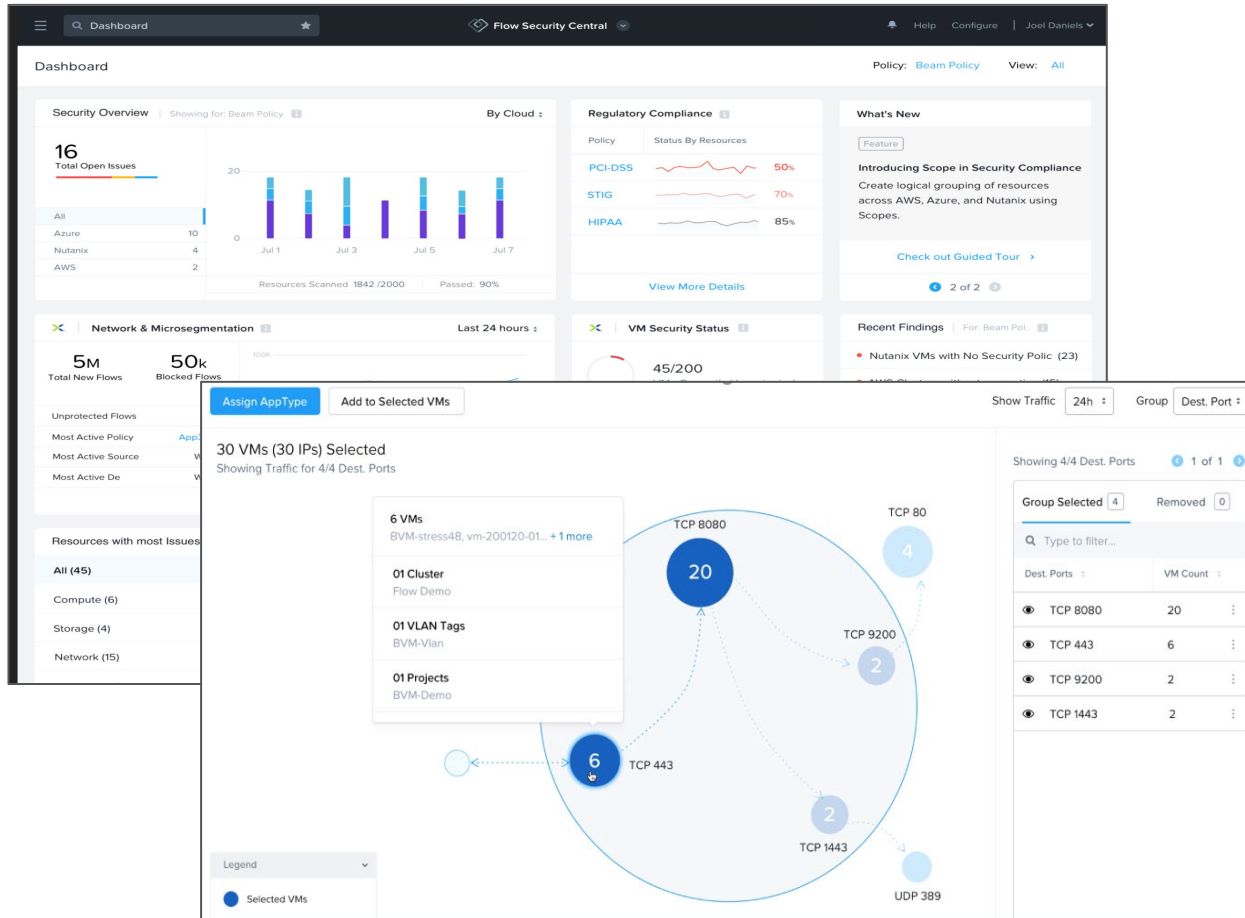 Dashboard
Flow Security Central
Help Configure | Joel Daniels
Dashboard
Policy: Beam Policy View: All
Security Overview | Showing for: Beam Policy
By Cloud
16
Total Open Issues
All
Azure 10
Nutanix 4
AWS 2
20
0
Jul 1 Jul 3 Jul 5 Jul 7
Resources Scanned 1842 /2000 Passed: 90%
Regulatory Compliance
Policy Status By Resources
PCI-DSS 50%
STIG 70%
HIPAA 85%
View More Details
What's New
Feature
Introducing Scope in Security Compliance
Create logical grouping of resources
across AWS, Azure, and Nutanix using
Scopes.
Check out Guided Tour
2 of 2
Network & Microsegmentation
Last 24 hours
5M
Total New Flows
50K
Blocked Flows
100K
Unprotected Flows
Most Active Policy
Most Active Source
Most Active De
VM Security Status
45/200
Recent Findings | For: Beam Pol..
Nutanix VMs with No Security Polic (23)
Resources with most Issues
All (45)
Compute (6)
Storage (4)
Network (15)
Assign AppType
Add to Selected VMs
Show Traffic 24h Group Dest. Port
30 VMs (30 IPs) Selected
Showing Traffic for 4/4 Dest. Ports
6 VMs
BVM-stress48, vm-200120-01... + 1 more
01 Cluster
Flow Demo
01 VLAN Tags
BVM-Vlan
01 Projects
BVM-Demo
TCP 8080
20
TCP 80
4
TCP 9200
2
6
TCP 443
2
TCP 1443
UDP 389
Legend
Selected VMs
Showing 4/4 Dest. Ports 1 of 1
Group Selected 4 Removed 0
Type to filter...
Dest. Ports VM Count
TCP 8080 20
TCP 443 6
TCP 9200 2
TCP 1443 2